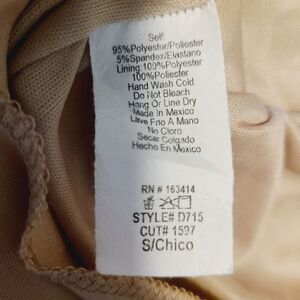 Self:
95%Polyester/Poliester
5%Spandex/Elastano
Lining:100%Polyester
100%Poliester
Hand Wash Cold
Do Not Bleach
Hang Or Line Dry
Made In Mexico
Lave Frio A Mano
No Cloro
Secar Colgado
Hecho En Mexico
RN # 163414
STYLE# D715
CUT# 1597
S/Chico